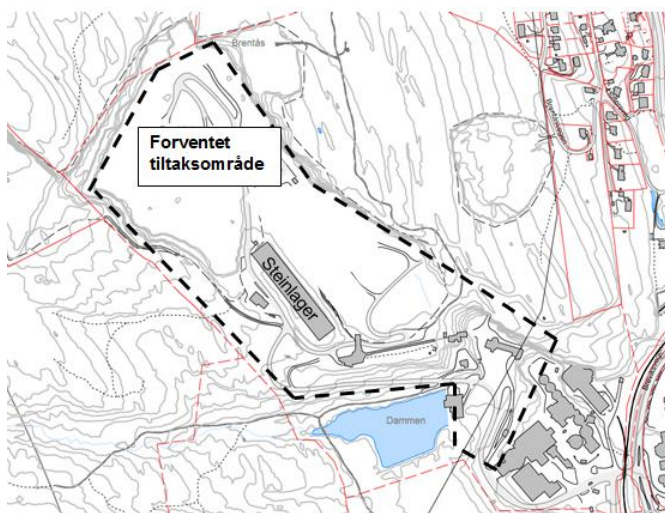 Brentås
Forventet
tiltaksområde
Steinlager
Dammen